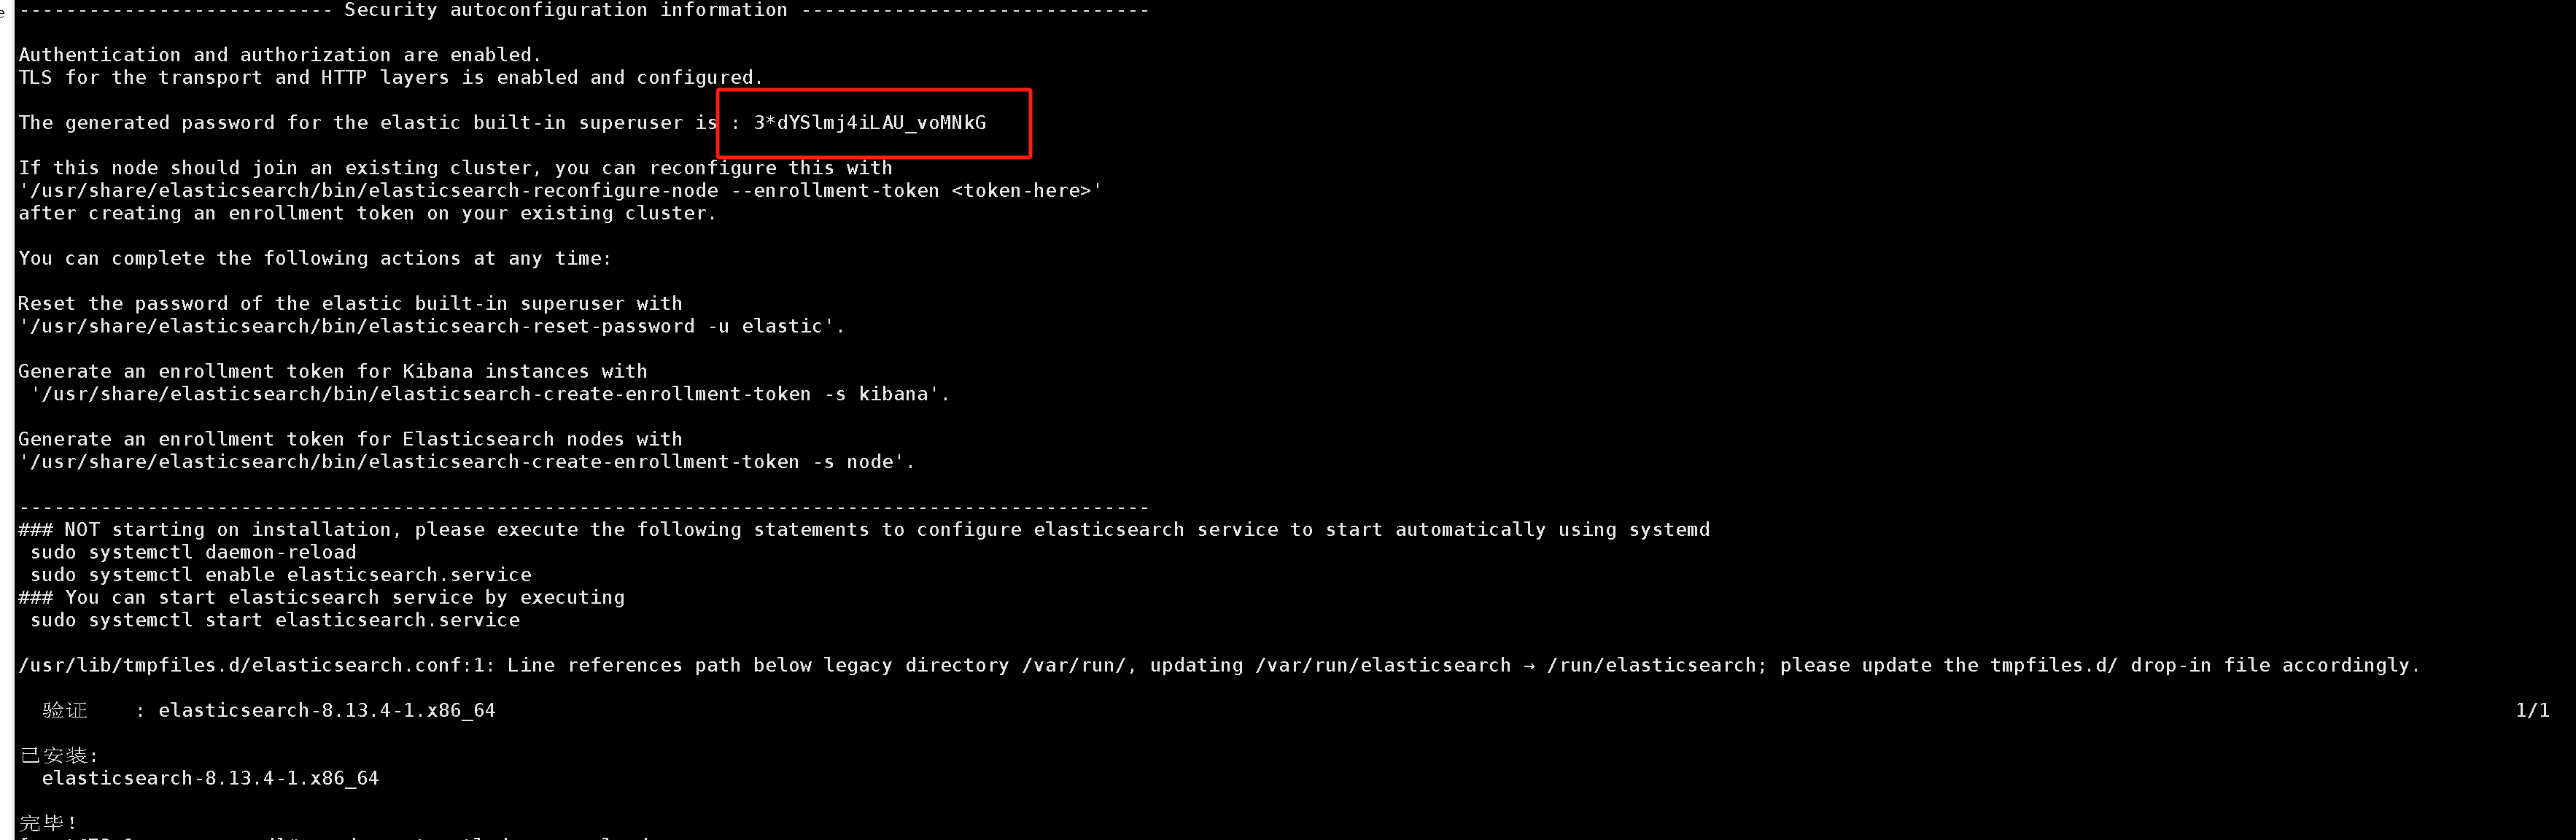 --------------------------- Security autoconfiguration information ------------------------------
Authentication and authorization are enabled.
TLS for the transport and HTTP layers is enabled and configured.
The generated password for the elastic built-in superuser is : 3*dYSlmj4iLAU_voMNkG
If this node should join an existing cluster, you can reconfigure this with
'/usr/share/elasticsearch/bin/elasticsearch-reconfigure-node --enrollment-token <token-here>'
after creating an enrollment token on your existing cluster.
You can complete the following actions at any time:
Reset the password of the elastic built-in superuser with
'/usr/share/elasticsearch/bin/elasticsearch-reset-password -u elastic'.
Generate an enrollment token for Kibana instances with
'/usr/share/elasticsearch/bin/elasticsearch-create-enrollment-token -s kibana'.
Generate an enrollment token for Elasticsearch nodes with
'/usr/share/elasticsearch/bin/elasticsearch-create-enrollment-token -s node'.
-------------------------------------------------------------------------------------------------
### NOT starting on installation, please execute the following statements to configure elasticsearch service to start automatically using systemd
sudo systemctl daemon-reload
sudo systemctl enable elasticsearch.service
### You can start elasticsearch service by executing
sudo systemctl start elasticsearch.service
/usr/lib/tmpfiles.d/elasticsearch.conf:1: Line references path below legacy directory /var/run/, updating /var/run/elasticsearch → /run/elasticsearch; please update the tmpfiles.d/ drop-in file accordingly.
验证 : elasticsearch-8.13.4-1.x86_64 1/1
已安装:
elasticsearch-8.13.4-1.x86_64
完毕!